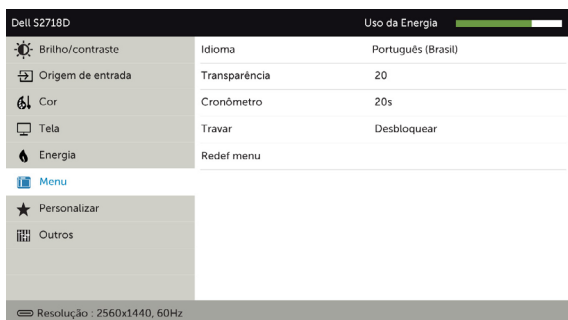 Dell S2718D Uso da Energia
Brilho/contraste Idioma Português (Brasil)
Origem de entrada Transparência 20
Cor Cronômetro 20s
Tela Travar Desbloquear
Energia Redef menu
Menu
Personalizar
Outros
Resolução : 2560x1440, 60Hz